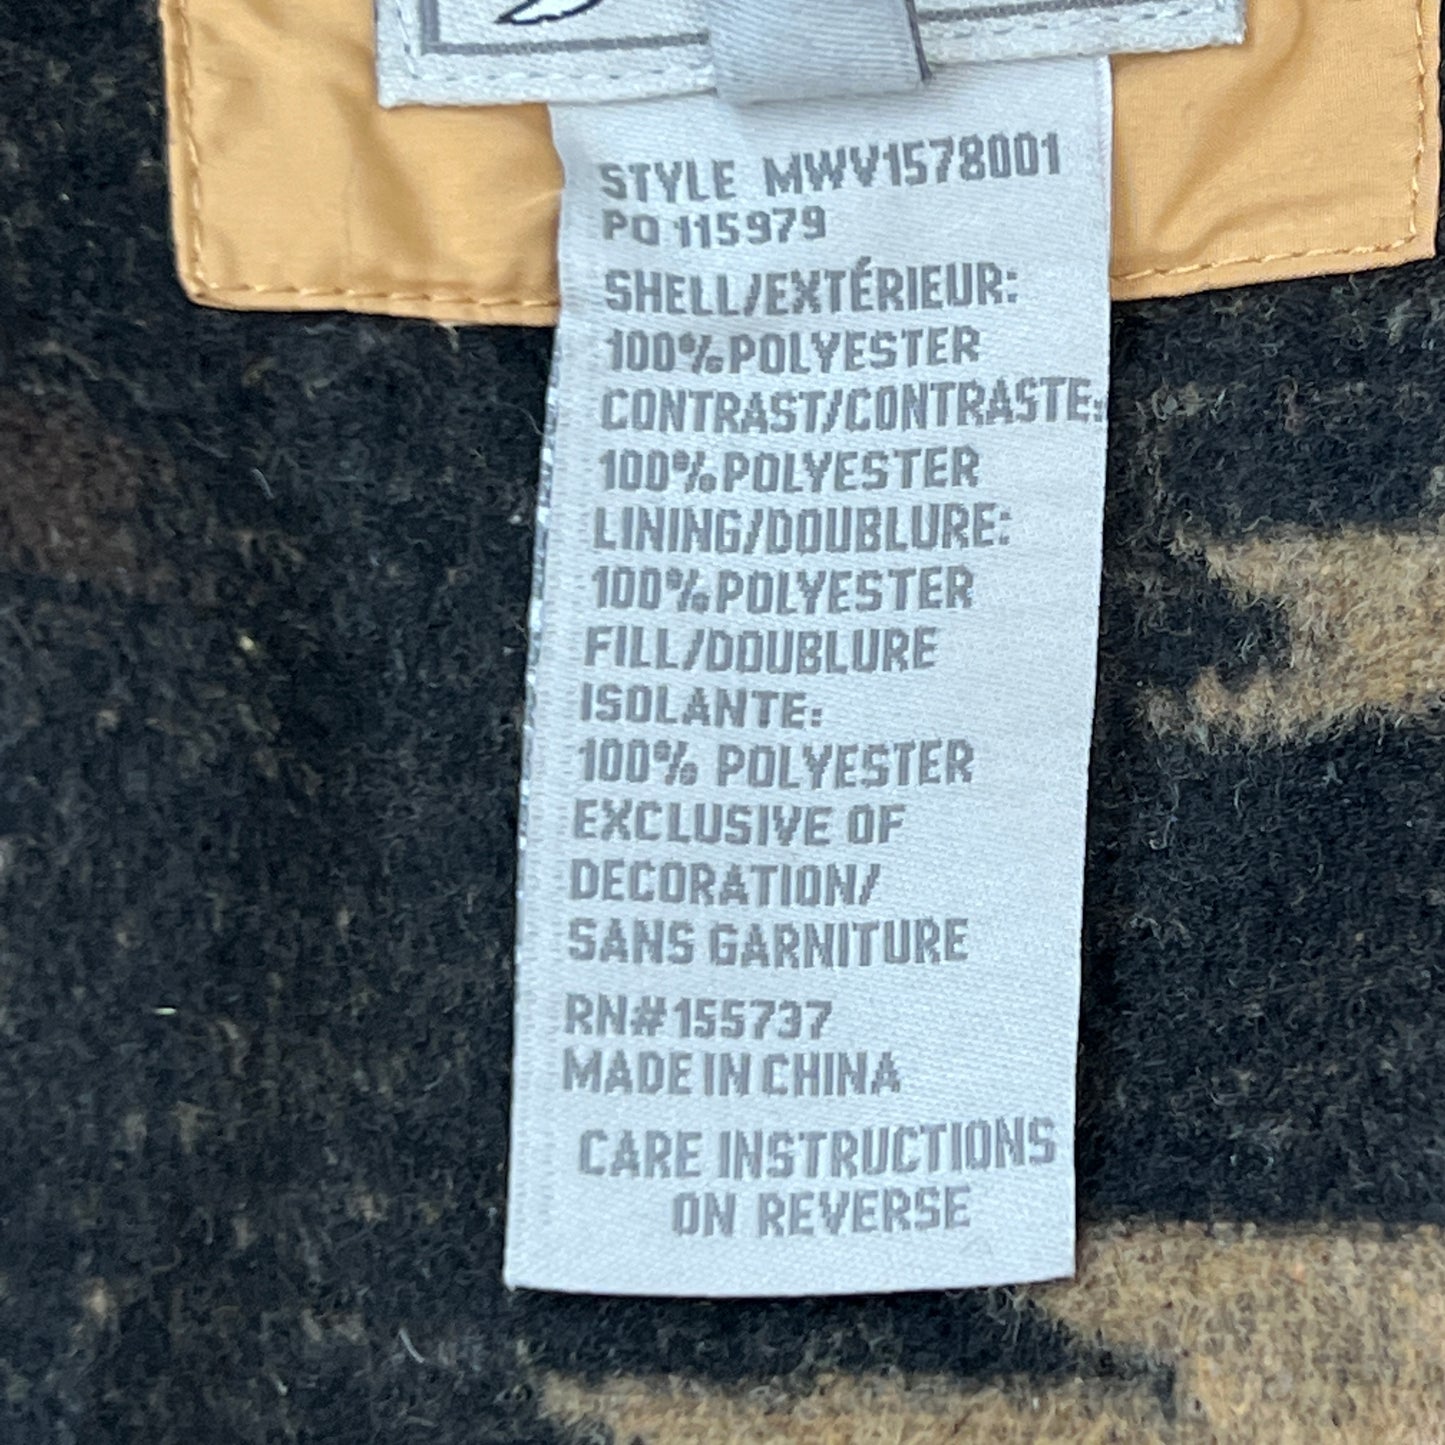 STYLE MWV1578001
PO 115979
SHELL/EXTÉRIEUR:
100% POLYESTER
CONTRAST/CONTRASTE:
100% POLYESTER
LINING/DOUBLURE:
100% POLYESTER
FILL/DOUBLURE
ISOLANTE:
100% POLYESTER
EXCLUSIVE OF
DECORATION/
SANS GARNITURE
RN#155737
MADE IN CHINA
CARE INSTRUCTIONS
ON REVERSE